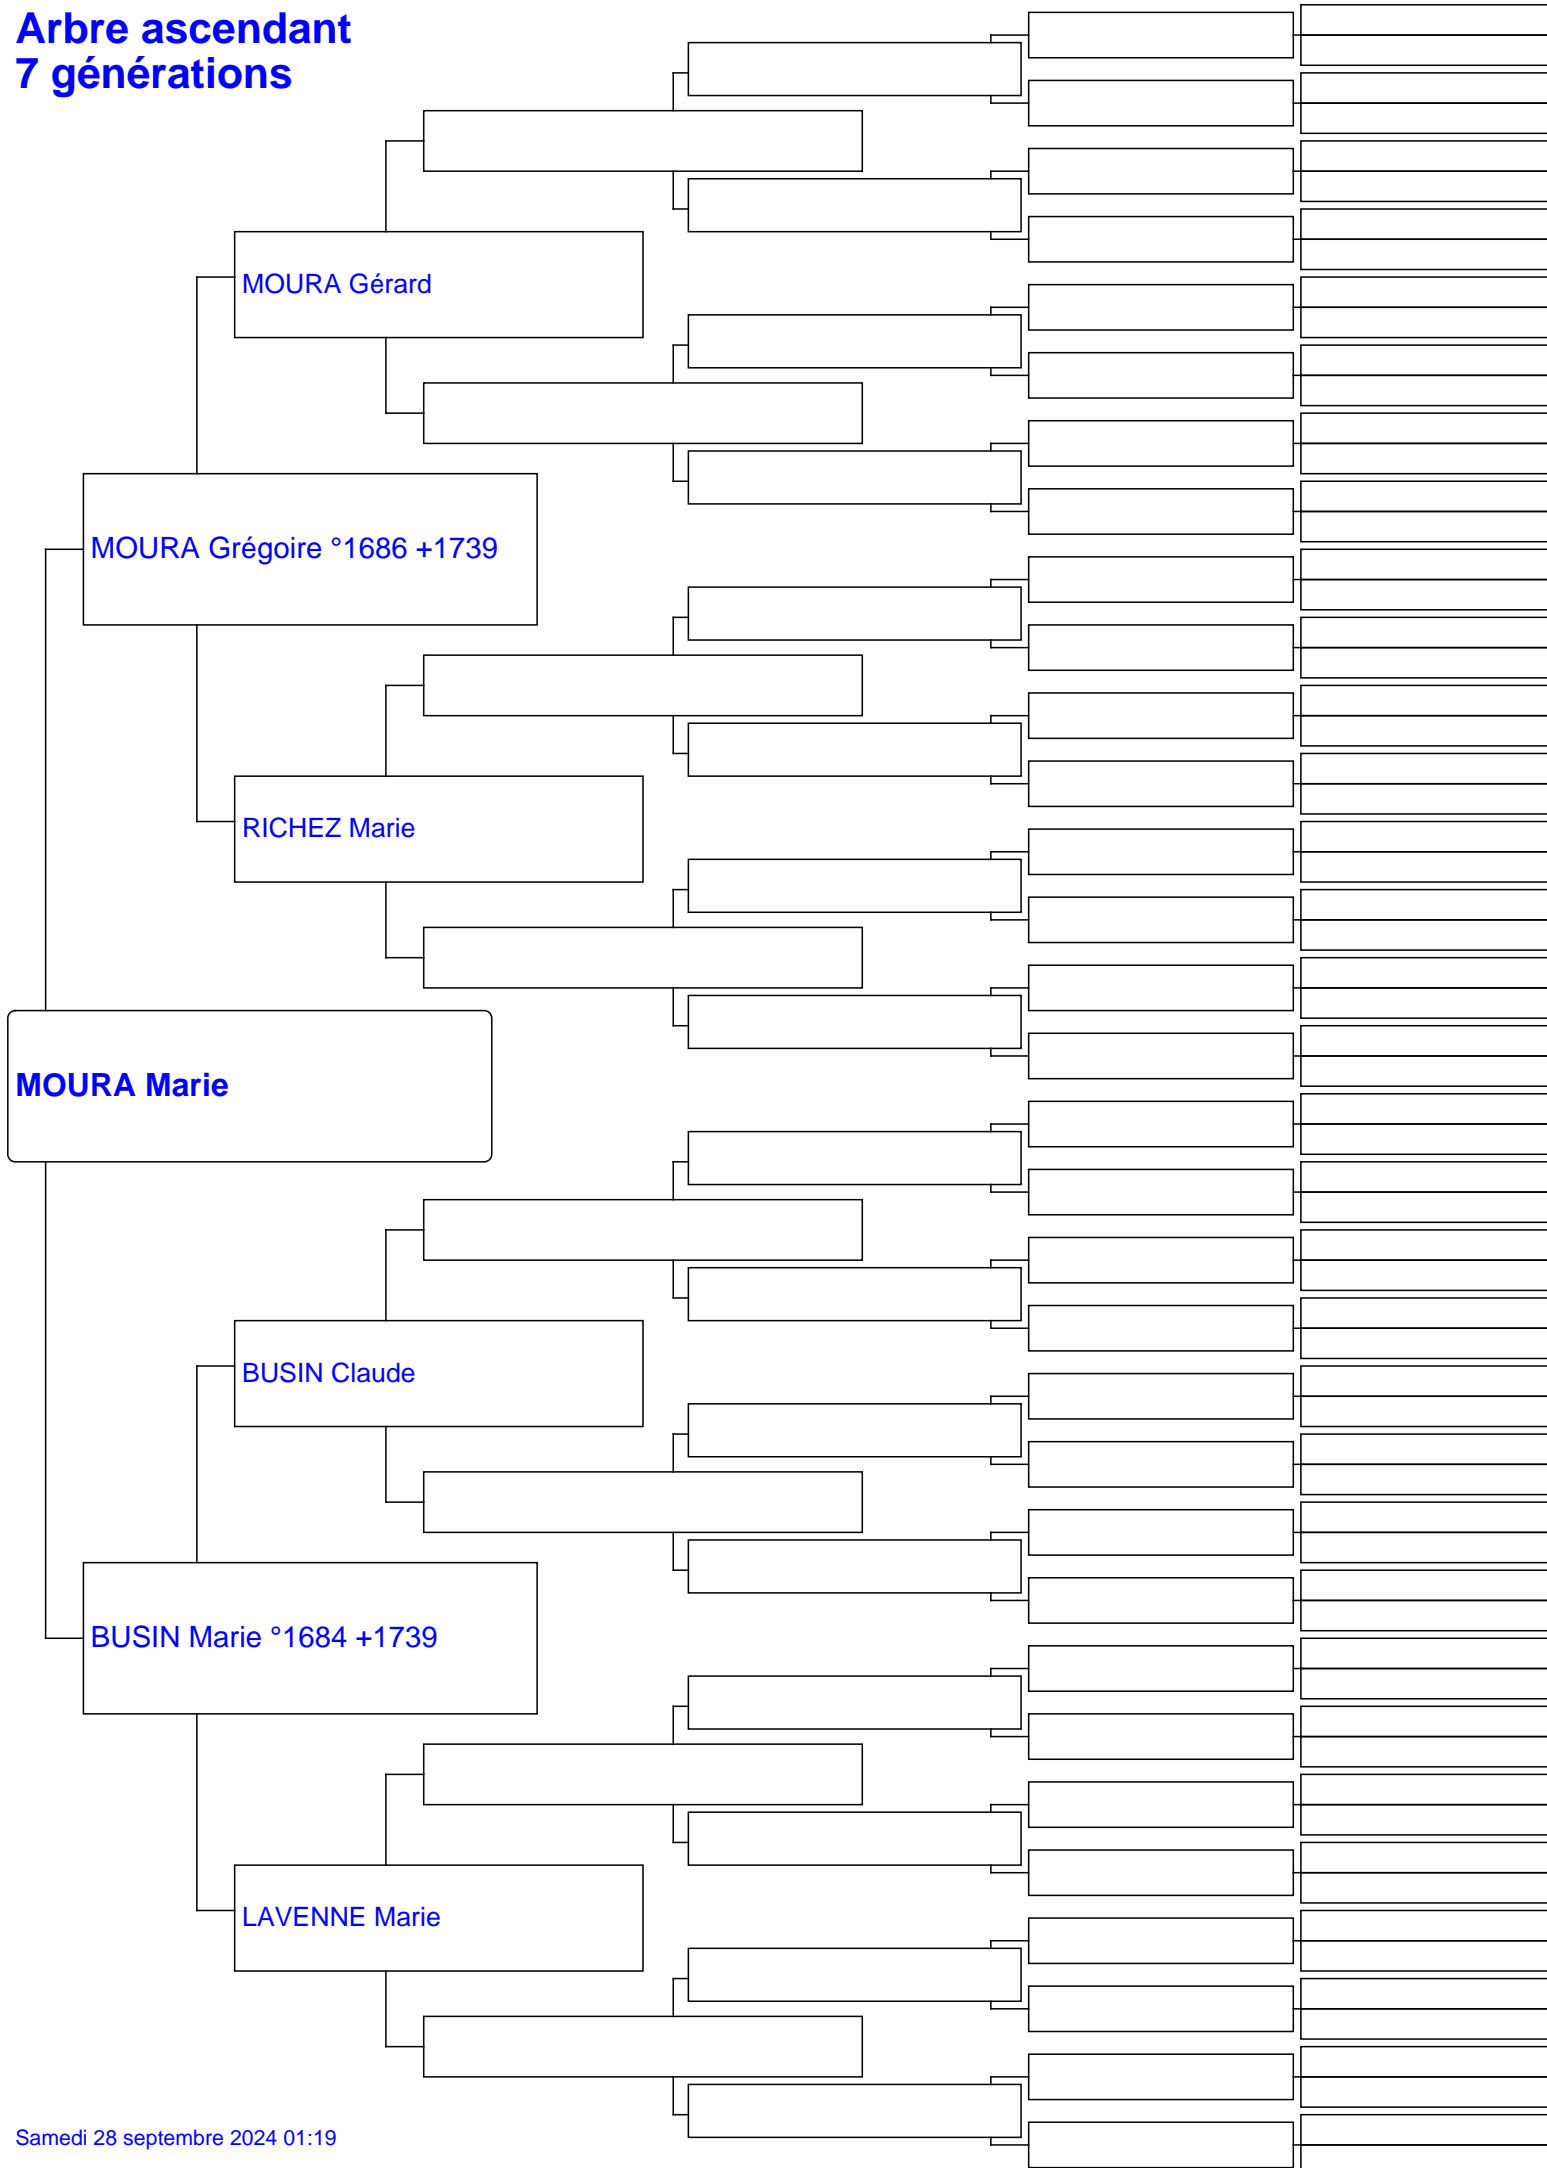 Arbre ascendant
7 générations
MOURA Gérard
MOURA Grégoire °1686 +1739
RICHEZ Marie
MOURA Marie
BUSIN Claude
BUSIN Marie °1684 +1739
LAVENNE Marie
Samedi 28 septembre 2024 01:19